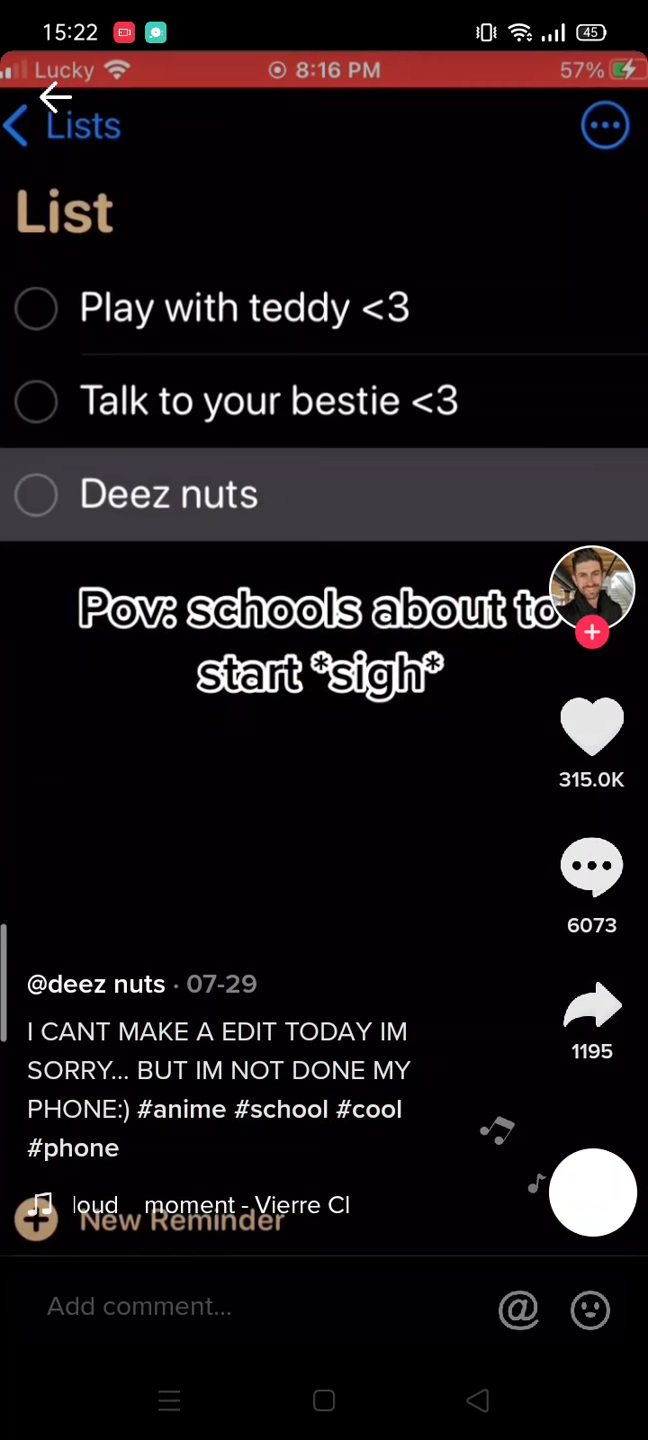 15:22
45
Lucky
8:16 PM
57%
Lists
List
Play with teddy <3
Talk to your bestie <3
Deez nuts
Pov: schools about to
start *sigh*
315.0K
6073
@deez nuts · 07-29
I CANT MAKE A EDIT TODAY IM
SORRY... BUT IM NOT DONE MY
PHONE:) #anime #school #cool
#phone
1195
loud moment - Vierre Cl
New Reminder
Add comment...